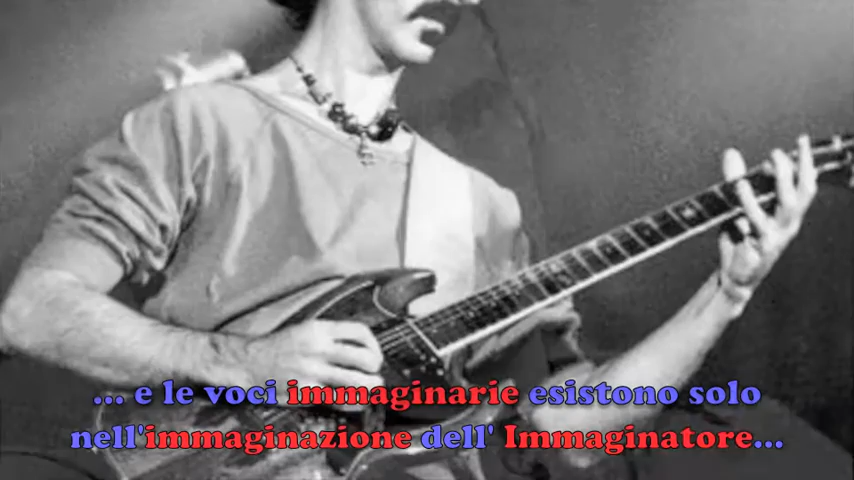 ... e le voci immaginarie esistono solo
nell'immaginazione dell' Immaginatore...